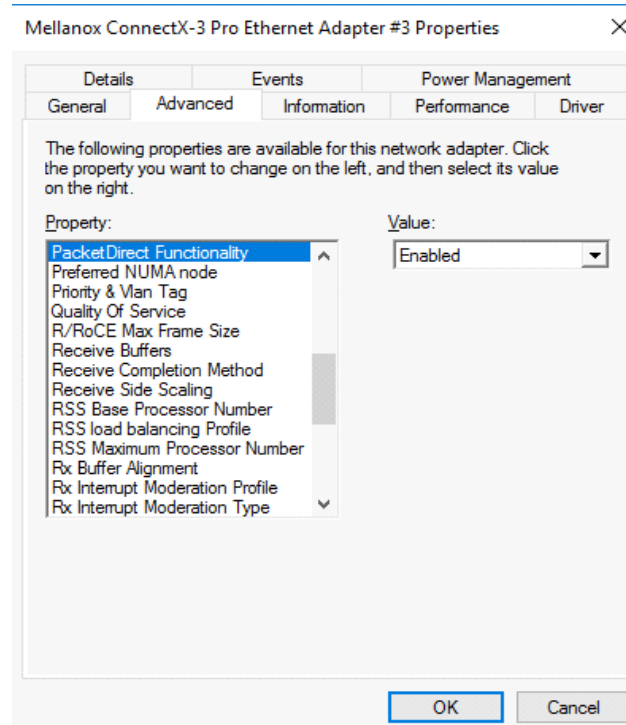 Mellanox ConnectX-3 Pro Ethernet Adapter #3 Properties
Details Events Power Management
General Advanced Information Performance Driver
The following properties are available for this network adapter. Click
the property you want to change on the left, and then select its value
on the right.
Property: Value:
PacketDirect Functionality Enabled
Preferred NUMA node
Priority & Vlan Tag
Quality Of Service
R/RoCE Max Frame Size
Receive Buffers
Receive Completion Method
Receive Side Scaling
RSS Base Processor Number
RSS load balancing Profile
RSS Maximum Processor Number
Rx Buffer Alignment
Rx Interrupt Moderation Profile
Rx Interrupt Moderation Type
OK Cancel